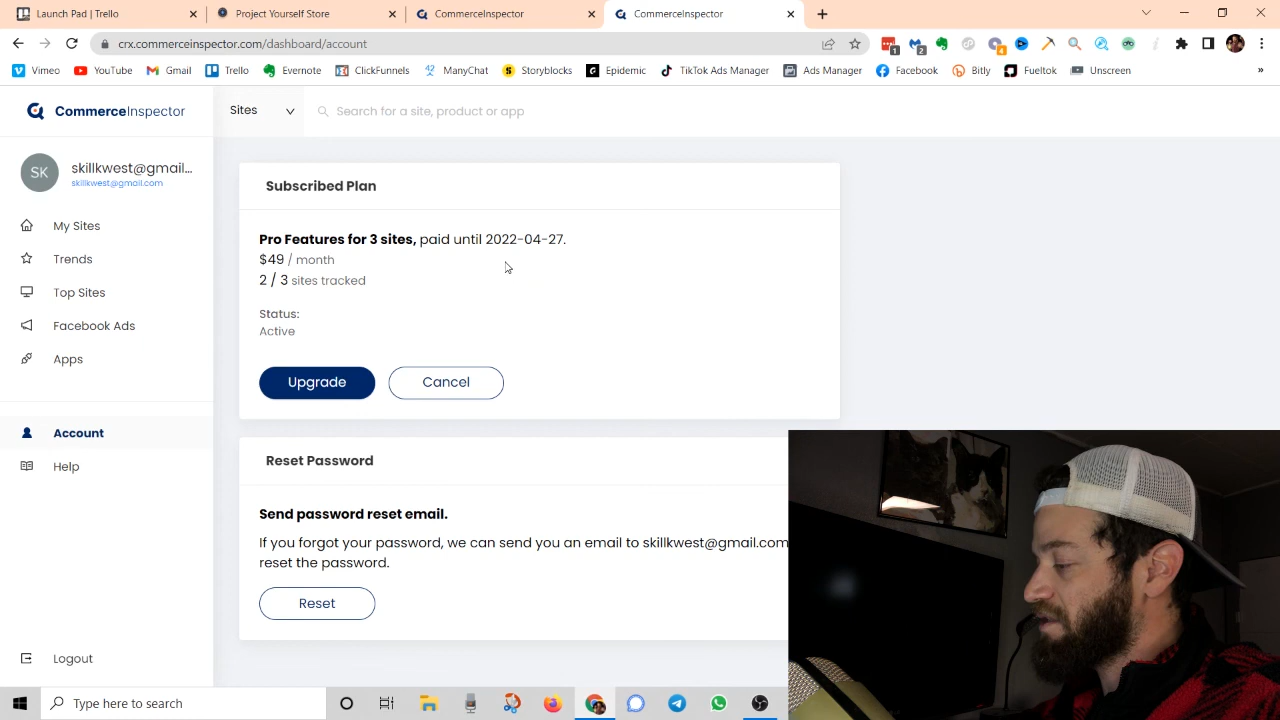 Launch Pad | Trello
Project Yourself Store
CommerceInspector
CommerceInspector
crx.commerceinspector.com/dashboard/account
Vimeo
YouTube
Gmail
Trello
Evernote
ClickFunnels
ManyChat
Storyblocks
Epidemic
TikTok Ads Manager
Ads Manager
Facebook
Bitly
Fueltok
Unscreen
»
CommerceInspector
Sites
Search for a site, product or app
SK
skillkwest@gmail...
skillkwest@gmail.com
My Sites
Trends
Top Sites
Facebook Ads
Apps
Account
Help
Logout
Subscribed Plan
Pro Features for 3 sites, paid until 2022-04-27.
$49 / month
2 / 3 sites tracked
Status:
Active
Upgrade
Cancel
Reset Password
Send password reset email.
If you forgot your password, we can send you an email to skillkwest@gmail.com
reset the password.
Reset
Type here to search